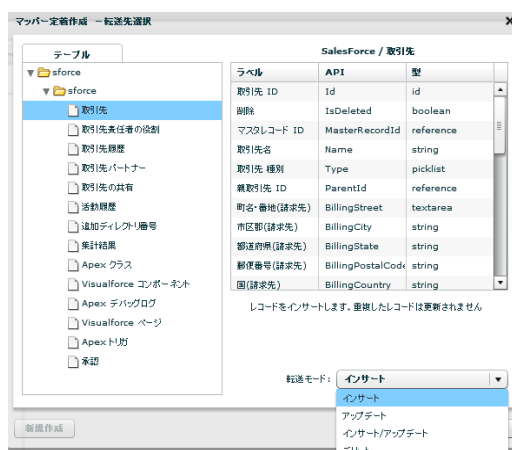 マッパー定義作成 －転送先選択
テーブル
sforce
sforce
取引先
取引先責任者の役割
取引先履歴
取引先パートナー
取引先の共有
活動履歴
追加ディレクトリ番号
集計結果
Apex クラス
Visualforce コンポーネント
Apex デバッグログ
Visualforce ページ
Apex トリガ
承認
SalesForce / 取引先
ラベル API 型
取引先 ID Id id
削除 IsDeleted boolean
マスタレコード ID MasterRecordId reference
取引先名 Name string
取引先 種別 Type picklist
親取引先 ID ParentId reference
町名・番地(請求先) BillingStreet textarea
市区郡(請求先) BillingCity string
都道府県(請求先) BillingState string
郵便番号(請求先) BillingPostalCode string
国(請求先) BillingCountry string
レコードをインサートします。重複したレコードは更新されません
転送モード： インサート
インサート
アップデート
インサート/アップデート
新規作成